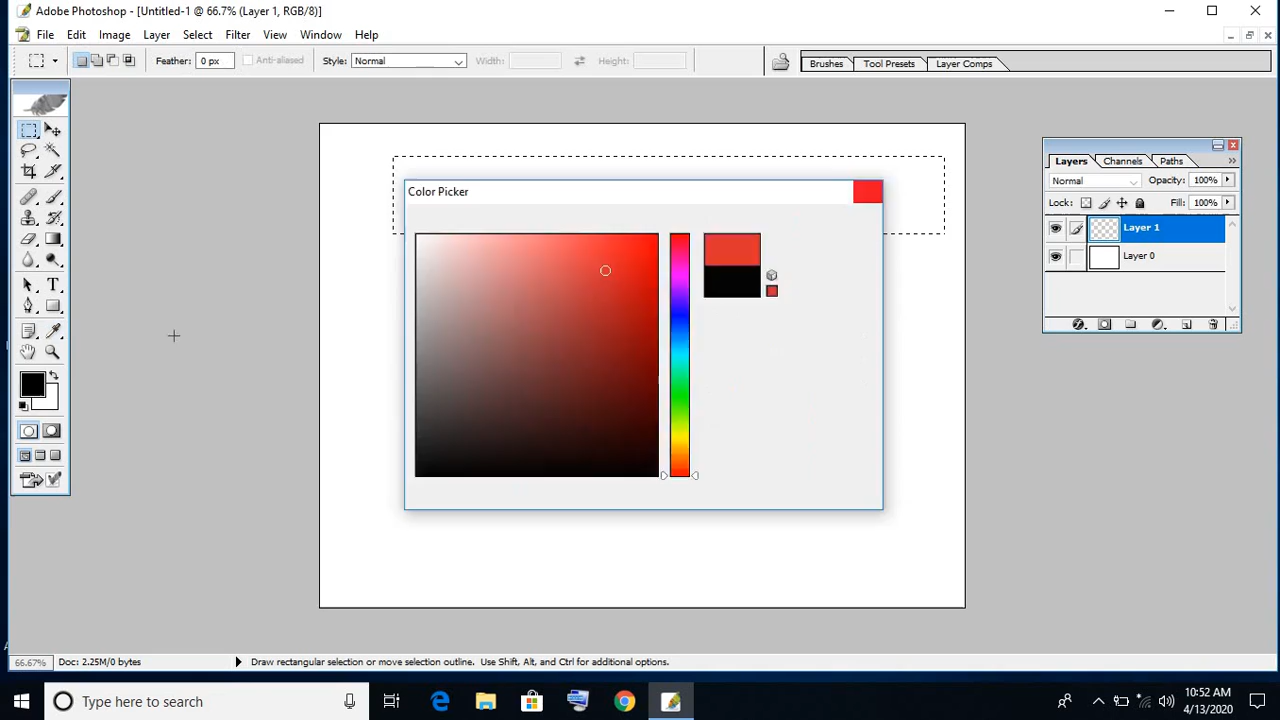 Adobe Photoshop - [Untitled-1 @ 66.7% (Layer 1, RGB/8)]
File Edit Image Layer Select Filter View Window Help
Feather: 0 px Anti-aliased Style: Normal Width: Height: Brushes Tool Presets Layer Comps
Layers Channels Paths
Normal Opacity: 100%
Lock: Fill: 100%
Layer 1
Layer 0
Color Picker
T
66.67% Doc: 2.25M/0 bytes Draw rectangular selection or move selection outline. Use Shift, Alt, and Ctrl for additional options.
Type here to search
10:52 AM
4/13/2020